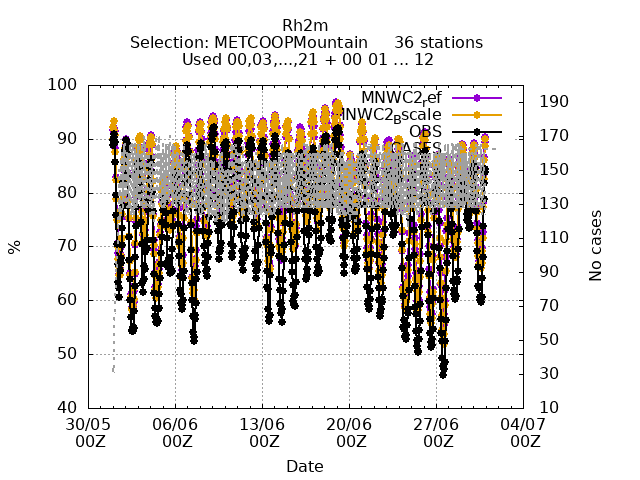 Rh2m
Selection: METCOOPMountain 36 stations
Used 00,03,...,21 + 00 01 ... 12
100
90
80
70
60
50
40
%
MNWC2ref
MNWC2Bscale
OBS
CASES
190
170
150
130
110
90
70
50
30
10
No cases
30/05 06/06 13/06 20/06 27/06 04/07
00Z 00Z 00Z 00Z 00Z 00Z
Date